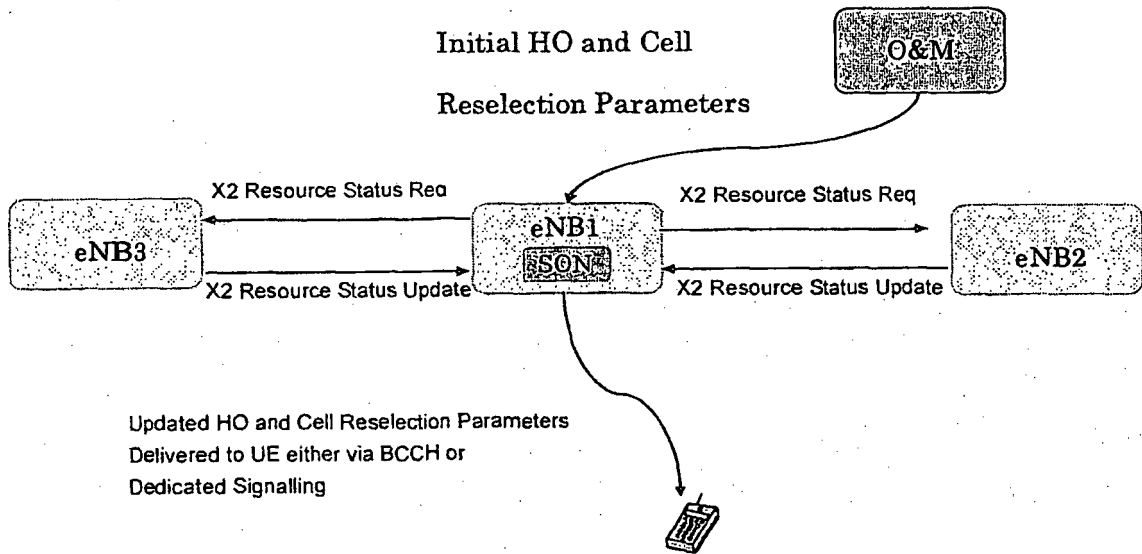 Initial HO and Cell
Reselection Parameters
O&M
X2 Resource Status Req
X2 Resource Status Req
eNB3
eNB1
SON
eNB2
X2 Resource Status Update
X2 Resource Status Update
Updated HO and Cell Reselection Parameters
Delivered to UE either via BCCH or
Dedicated Signalling